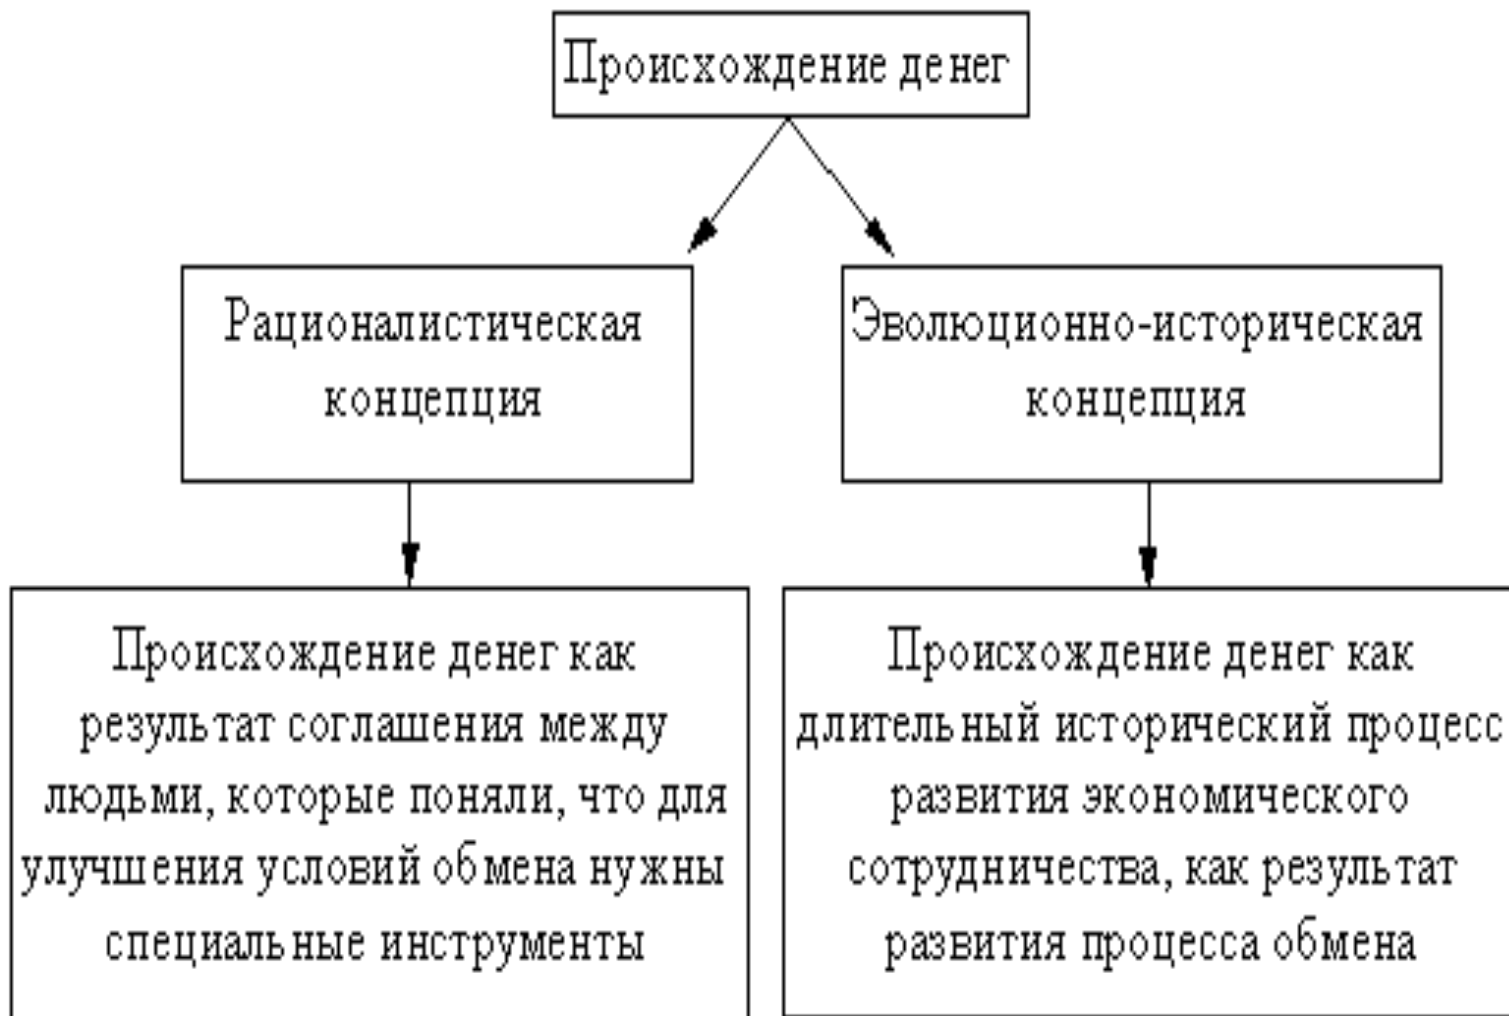 Происхождение денег
Рационалистическая
концепция
Эволюционно-историческая
концепция
Происхождение денег как
результат соглашения между
людьми, которые поняли, что для
улучшения условий обмена нужны
специальные инструменты
Происхождение денег как
длительный исторический процесс
развития экономического
сотрудничества, как результат
развития процесса обмена